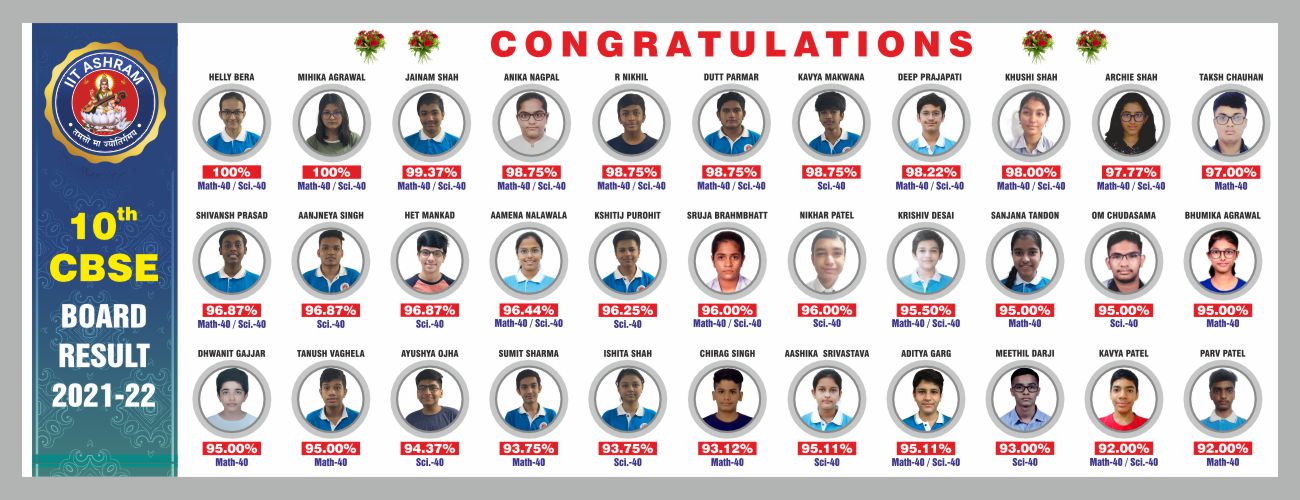 IIT ASHRAM
• तमसो मा ज्योतिर्गमय •
10th
CBSE
BOARD
RESULT
2021-22
CONGRATULATIONS
HELLY BERA
100%
Math-40 / Sci.-40
MIHIKA AGRAWAL
100%
Math-40 / Sci.-40
JAINAM SHAH
99.37%
Math-40 / Sci.-40
ANIKA NAGPAL
98.75%
Math-40 / Sci.-40
R NIKHIL
98.75%
Math-40 / Sci.-40
DUTT PARMAR
98.75%
Math-40 / Sci.-40
KAVYA MAKWANA
98.75%
Sci.-40
DEEP PRAJAPATI
98.22%
Math-40 / Sci.-40
KHUSHI SHAH
98.00%
Math-40 / Sci.-40
ARCHIE SHAH
97.77%
Math-40 / Sci.-40
TAKSH CHAUHAN
97.00%
Math-40
SHIVANSH PRASAD
96.87%
Math-40 / Sci.-40
AANJNEYA SINGH
96.87%
Sci.-40
HET MANKAD
96.87%
Sci.-40
AAMENA NALAWALA
96.44%
Math-40 / Sci.-40
KSHITIJ PUROHIT
96.25%
Sci.-40
SRUJA BRAHMBHATT
96.00%
Math-40 / Sci.-40
NIKHAR PATEL
96.00%
Sci.-40
KRISHIV DESAI
95.50%
Math-40 / Sci.-40
SANJANA TANDON
95.00%
Math-40
OM CHUDASAMA
95.00%
Sci.-40
BHUMIKA AGRAWAL
95.00%
Math-40
DHWANIT GAJJAR
95.00%
Math-40
TANUSH VAGHELA
95.00%
Math-40
AYUSHYA OJHA
94.37%
Sci.-40
SUMIT SHARMA
93.75%
Math-40
ISHITA SHAH
93.75%
Sci.-40
CHIRAG SINGH
93.12%
Math-40
AASHIKA SRIVASTAVA
95.11%
Sci-40
ADITYA GARG
95.11%
Math-40 / Sci.-40
MEETHIL DARJI
93.00%
Sci-40
KAVYA PATEL
92.00%
Math-40 / Sci.-40
PARV PATEL
92.00%
Math-40